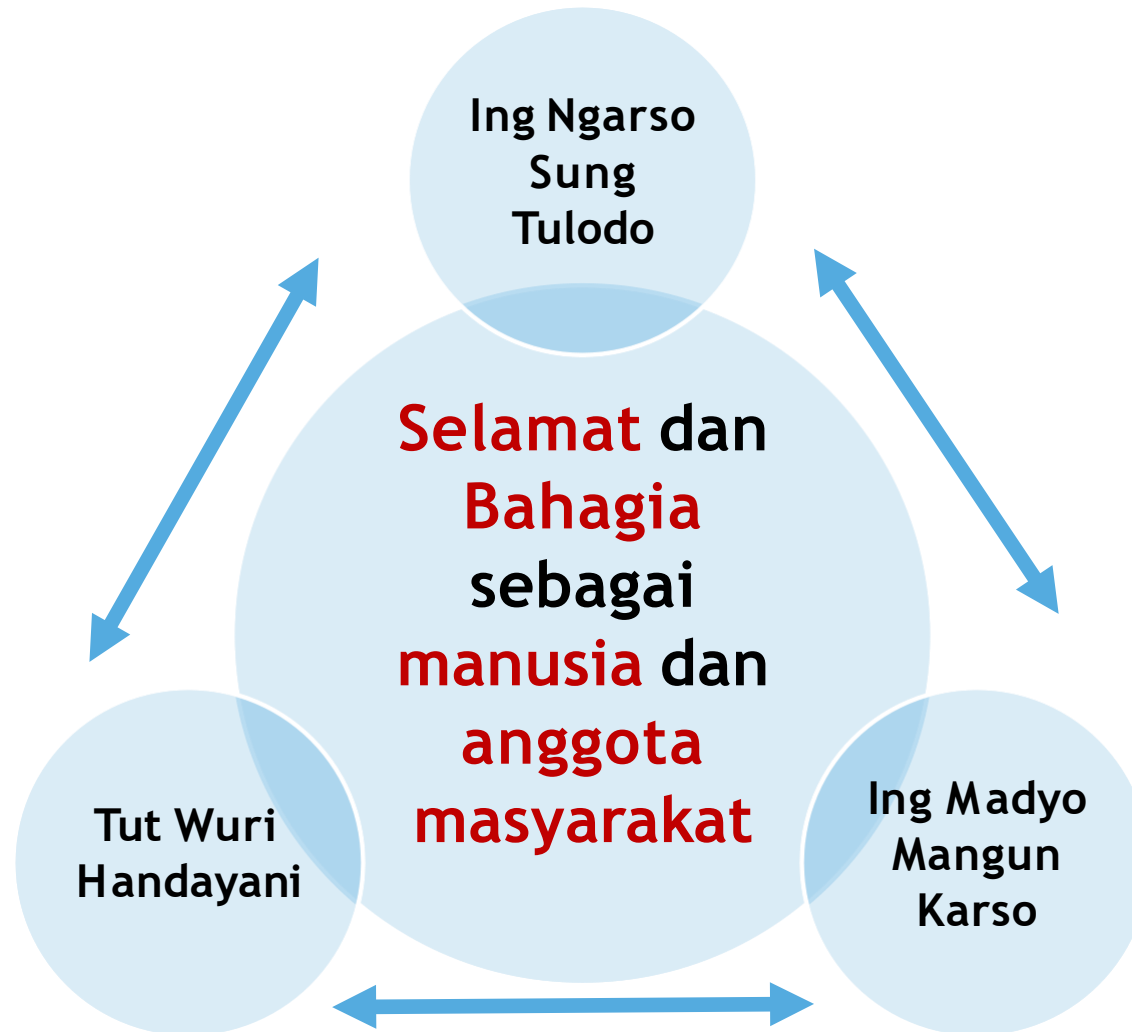 Ing Ngarso
Sung
Tulodo
Selamat dan
Bahagia
sebagai
manusia dan
anggota
masyarakat
Tut Wuri
Handayani
Ing Madyo
Mangun
Karso